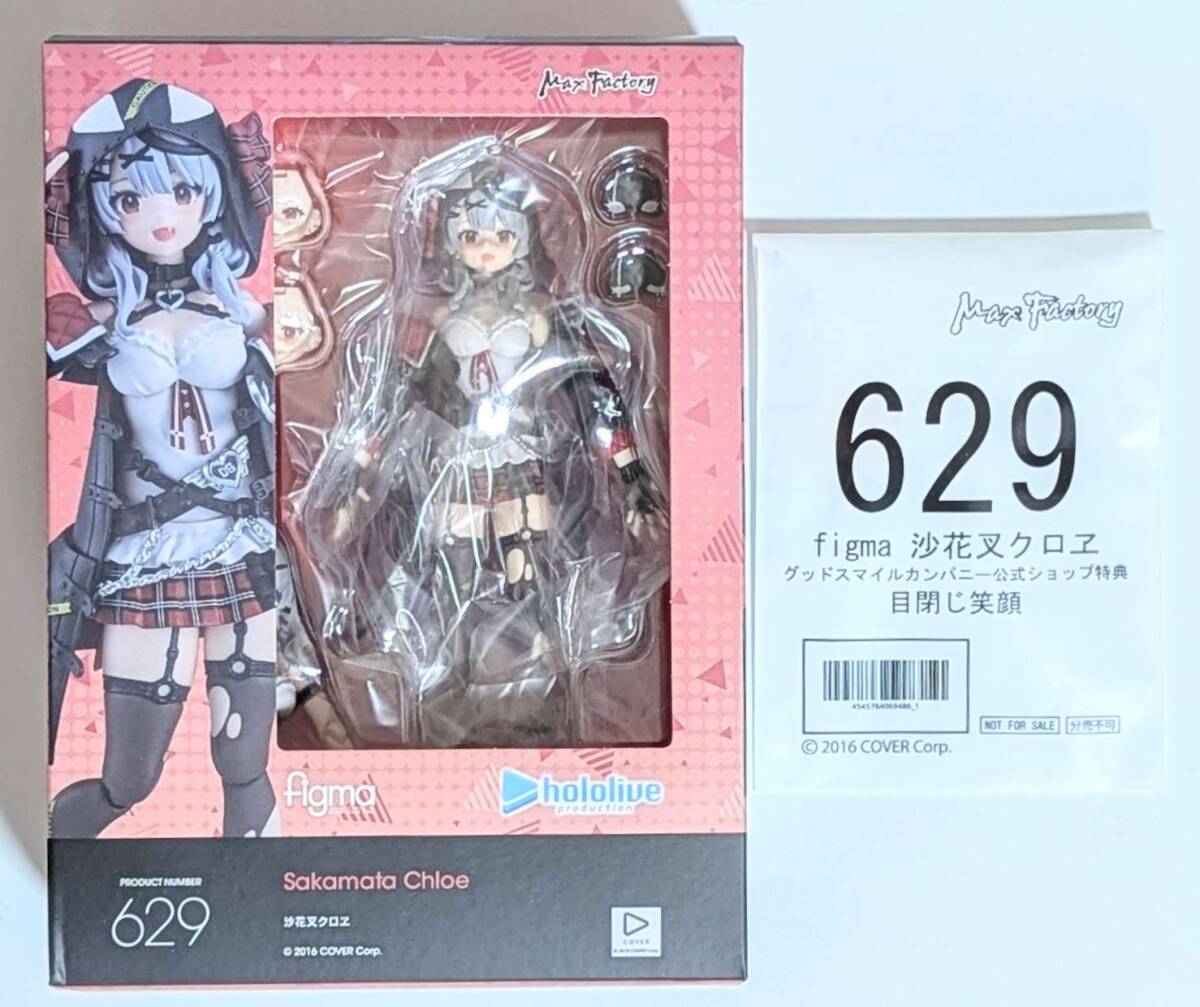 Max Factory
figma
hololive
production
PRODUCT NUMBER
629
Sakamata Chloe
沙花叉クロヱ
© 2016 COVER Corp.
COVER
© 2016 COVER Corp.
Max Factory
629
figma 沙花叉クロヱ
グッドスマイルカンパニー公式ショップ特典
目閉じ笑顔
4545784069486_1
NOT FOR SALE
分売不可
© 2016 COVER Corp.